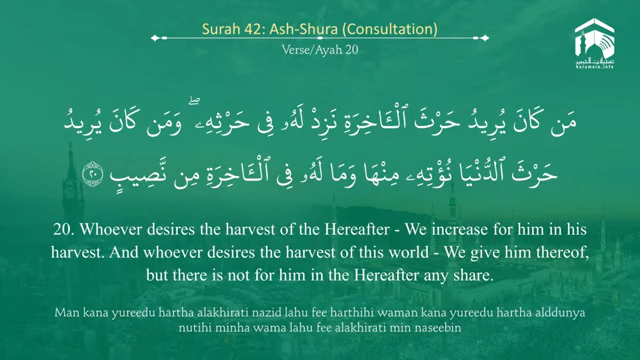 Surah 42: Ash-Shura (Consultation)
Verse/Ayah 20
haramain.info
مَن كَانَ يُرِيدُ حَرْثَ ٱلْـَٔاخِرَةِ نَزِدْ لَهُۥ فِى حَرْثِهِۦ ۖ وَمَن كَانَ يُرِيدُ
حَرْثَ ٱلدُّنْيَا نُؤْتِهِۦ مِنْهَا وَمَا لَهُۥ فِى ٱلْـَٔاخِرَةِ مِن نَّصِيبٍ ٢٠
20. Whoever desires the harvest of the Hereafter - We increase for him in his
harvest. And whoever desires the harvest of this world - We give him thereof,
but there is not for him in the Hereafter any share.
Man kana yureedu hartha alakhirati nazid lahu fee harthihi waman kana yureedu hartha alddunya
nutihi minha wama lahu fee alakhirati min naseebin